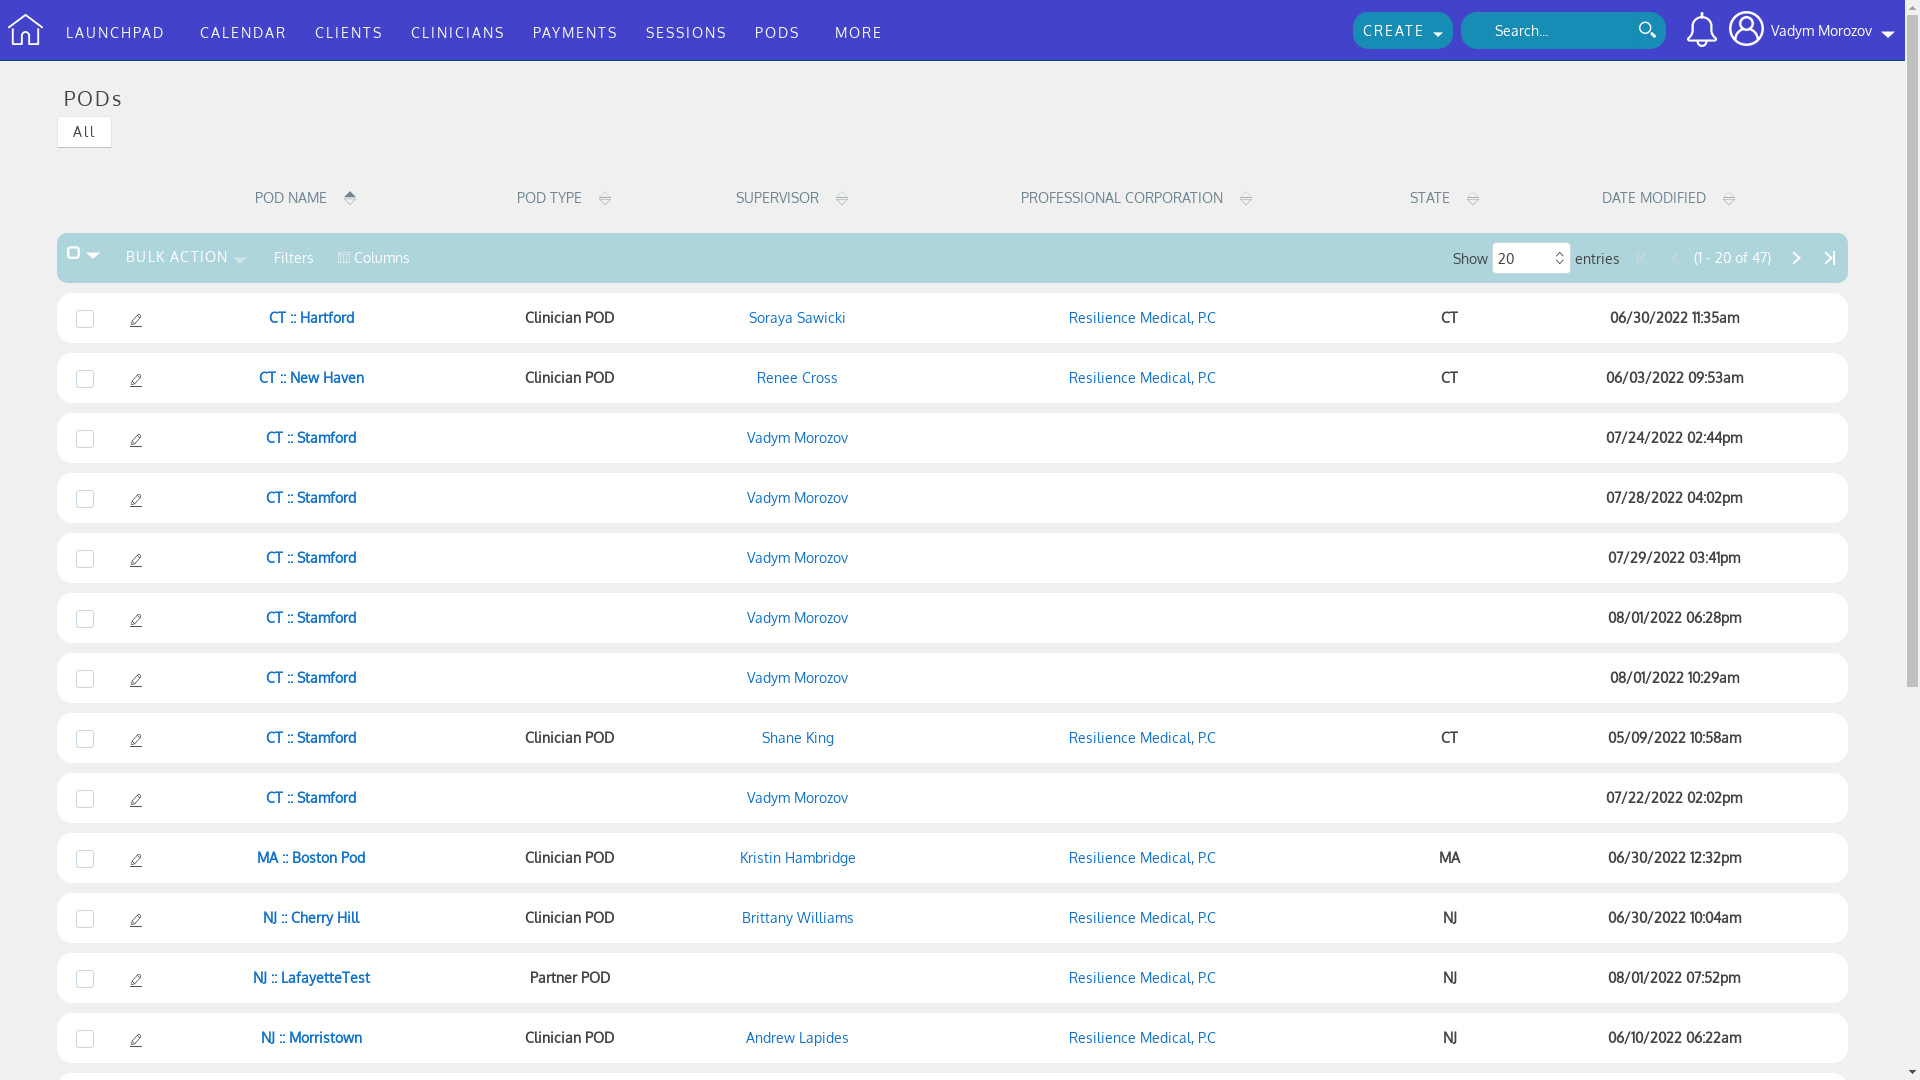 LAUNCHPAD CALENDAR CLIENTS CLINICIANS PAYMENTS SESSIONS PODS MORE CREATE Search... Vadym Morozov
PODs
All
POD NAME POD TYPE SUPERVISOR PROFESSIONAL CORPORATION STATE DATE MODIFIED
BULK ACTION Filters Columns Show 20 entries (1 - 20 of 47)
CT :: Hartford Clinician POD Soraya Sawicki Resilience Medical, P.C CT 06/30/2022 11:35am
CT :: New Haven Clinician POD Renee Cross Resilience Medical, P.C CT 06/03/2022 09:53am
CT :: Stamford Vadym Morozov 07/24/2022 02:44pm
CT :: Stamford Vadym Morozov 07/28/2022 04:02pm
CT :: Stamford Vadym Morozov 07/29/2022 03:41pm
CT :: Stamford Vadym Morozov 08/01/2022 06:28pm
CT :: Stamford Vadym Morozov 08/01/2022 10:29am
CT :: Stamford Clinician POD Shane King Resilience Medical, P.C CT 05/09/2022 10:58am
CT :: Stamford Vadym Morozov 07/22/2022 02:02pm
MA :: Boston Pod Clinician POD Kristin Hambridge Resilience Medical, P.C MA 06/30/2022 12:32pm
NJ :: Cherry Hill Clinician POD Brittany Williams Resilience Medical, P.C NJ 06/30/2022 10:04am
NJ :: LafayetteTest Partner POD Resilience Medical, P.C NJ 08/01/2022 07:52pm
NJ :: Morristown Clinician POD Andrew Lapides Resilience Medical, P.C NJ 06/10/2022 06:22am